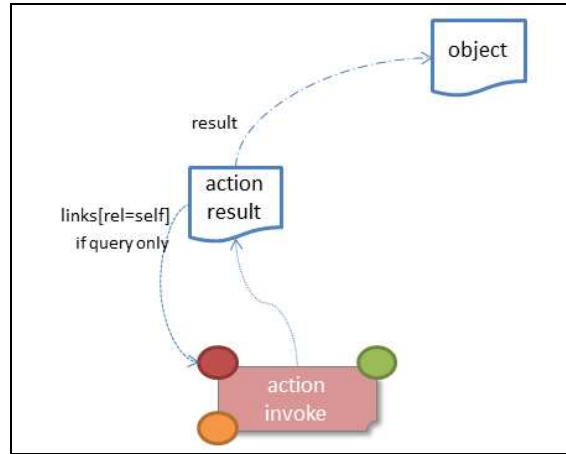 object
result
action
result
links[rel=self]
if query only
action
invoke